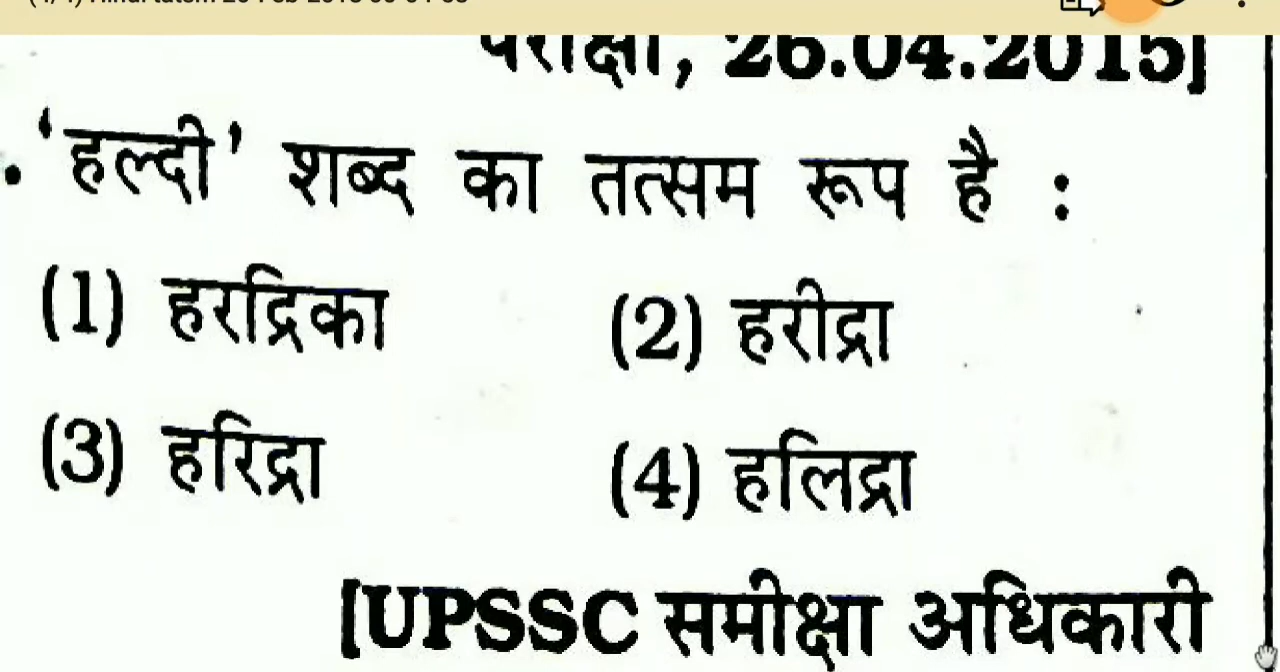 परीक्षा, 26.04.2015]
. 'हल्दी' शब्द का तत्सम रूप है :
(1) हरद्रिका (2) हरीद्रा
(3) हरिद्रा (4) हलिद्रा
[UPSSC समीक्षा अधिकारी